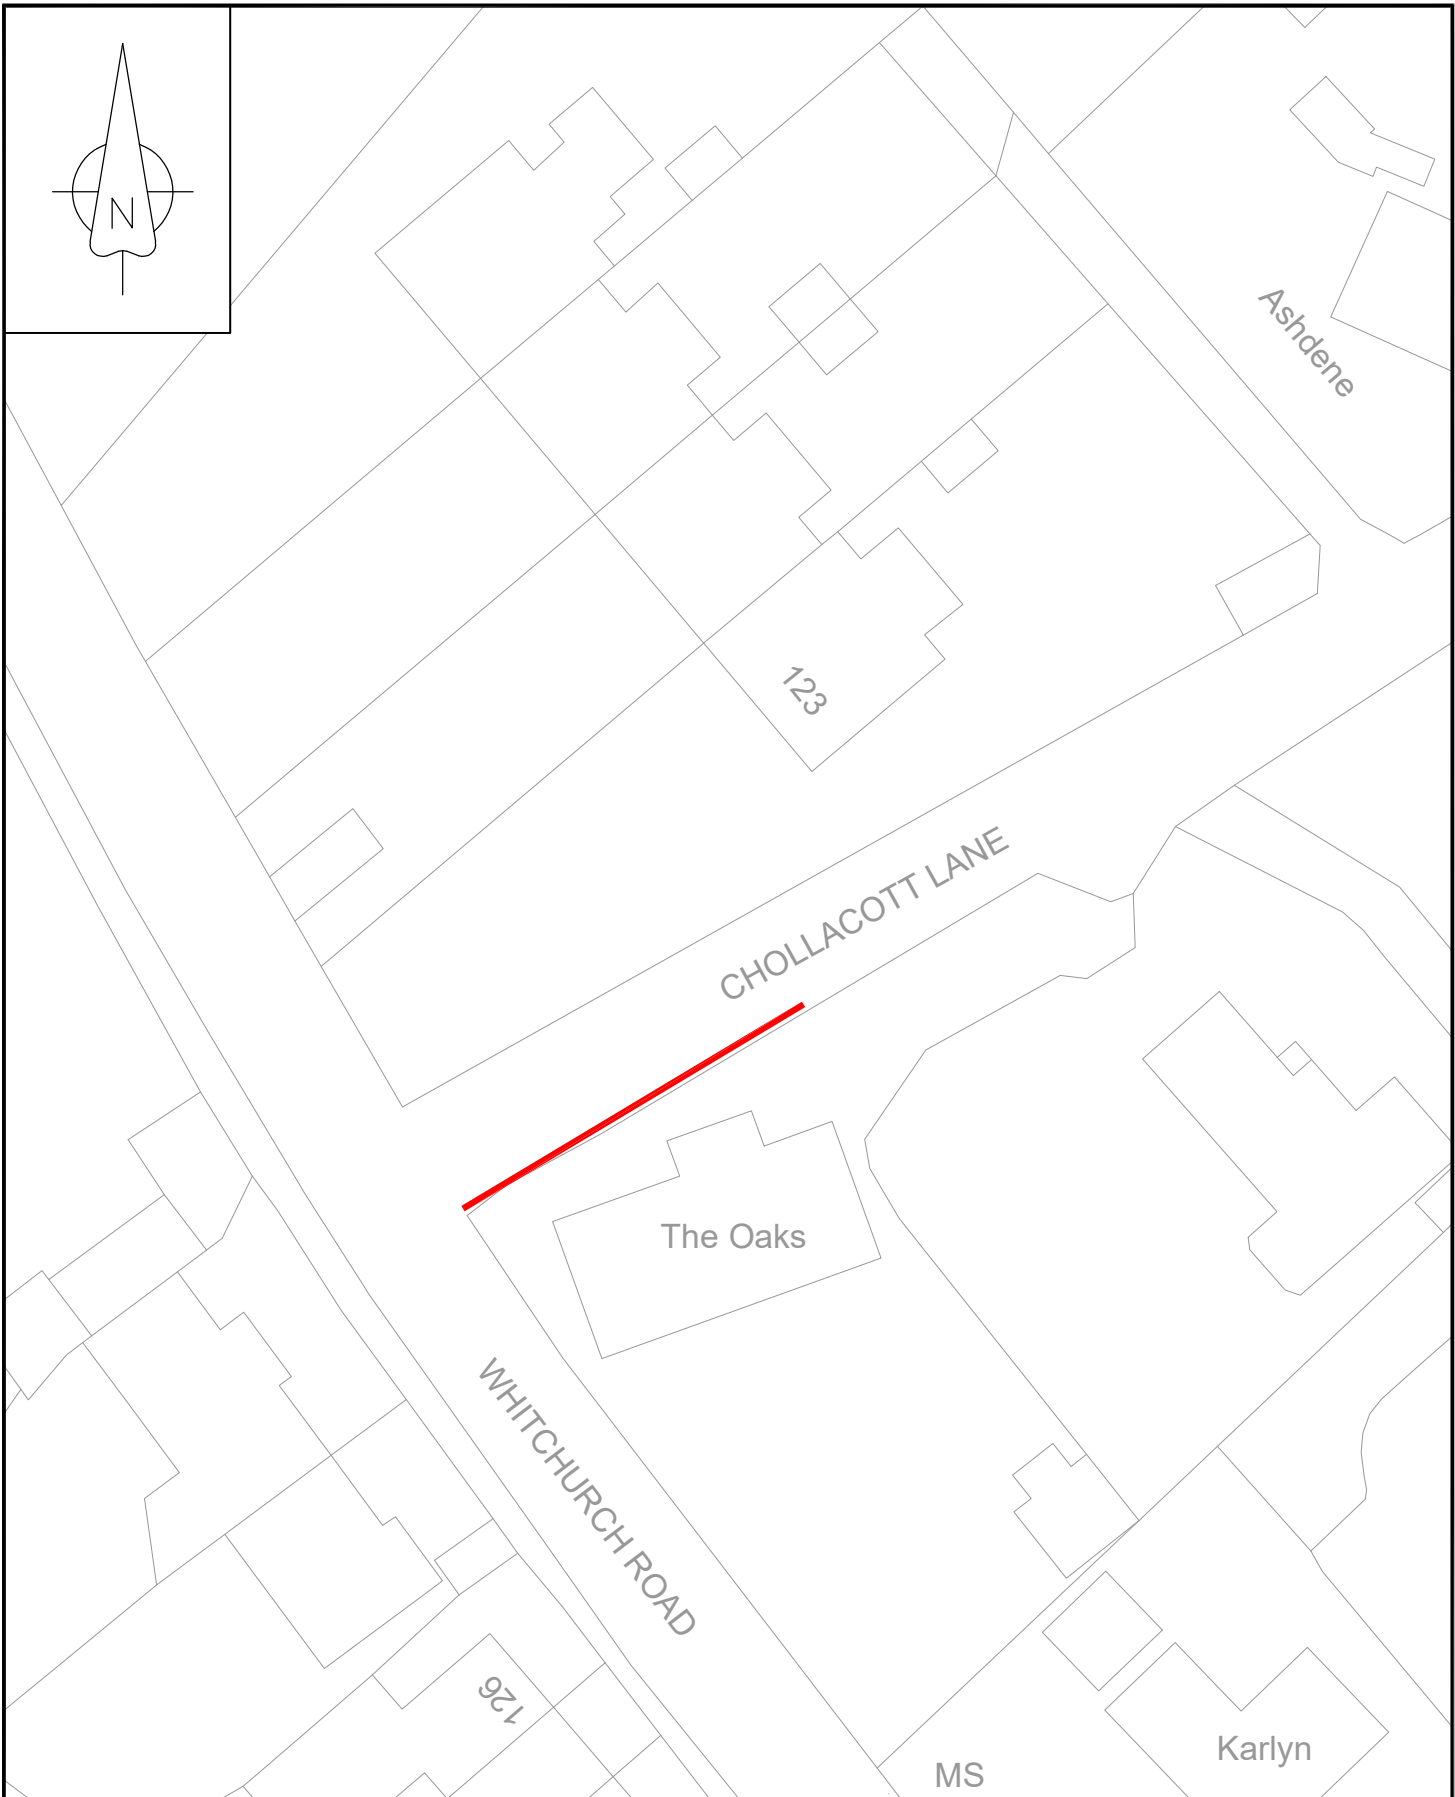 N
Ashdene
123
CHOLLACOTT LANE
The Oaks
WHITCHURCH ROAD
126
Karlyn
MS